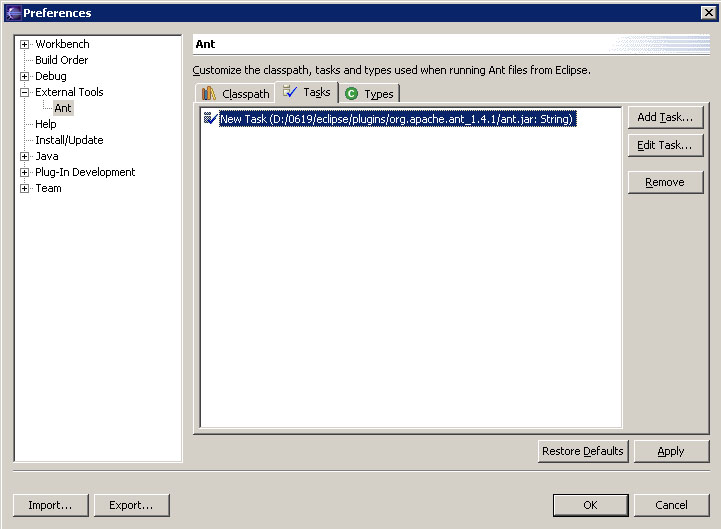 Preferences
Workbench
Build Order
Debug
External Tools
Ant
Help
Install/Update
Java
Plug-In Development
Team
Ant
Customize the classpath, tasks and types used when running Ant files from Eclipse.
Classpath Tasks C Types
New Task (D:/0619/eclipse/plugins/org.apache.ant_1.4.1/ant.jar: String)
Add Task...
Edit Task...
Remove
Restore Defaults Apply
Import... Export... OK Cancel